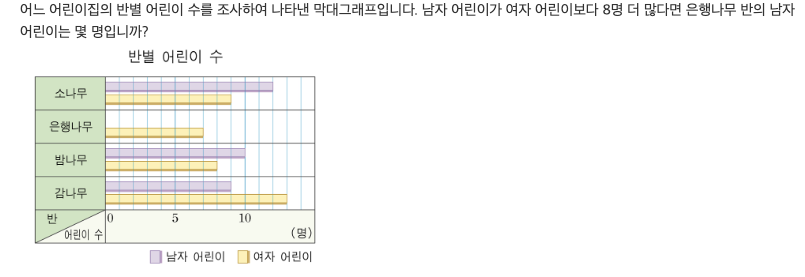 어느 어린이집의 반별 어린이 수를 조사하여 나타낸 막대그래프입니다. 남자 어린이가 여자 어린이보다 8명 더 많다면 은행나무 반의 남자
어린이는 몇 명입니까?
반별 어린이 수
소나무
은행나무
밤나무
감나무
반
어린이 수
0 5 10
(명)
남자 어린이 여자 어린이